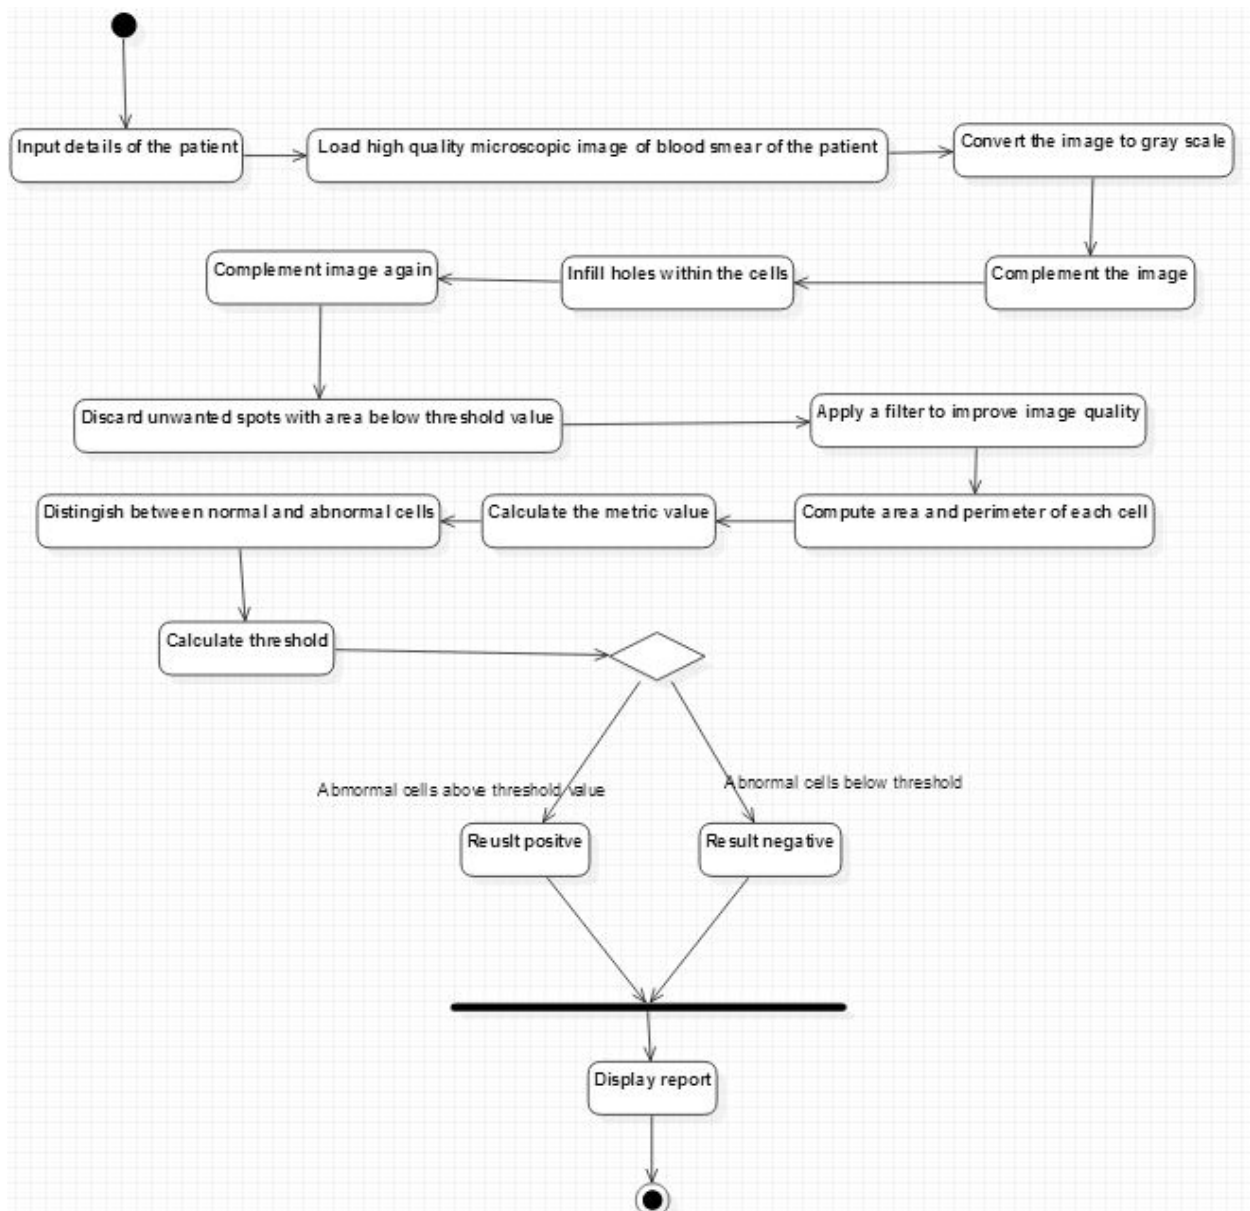 Input details of the patient
Load high quality microscopic image of blood smear of the patient
Convert the image to gray scale
Complement the image
Infill holes within the cells
Complement image again
Discard unwanted spots with area below threshold value
Apply a filter to improve image quality
Compute area and perimeter of each cell
Calculate the metric value
Distingish between normal and abnormal cells
Calculate threshold
Abnormal cells above threshold value
Abnormal cells below threshold
Reuslt positve
Result negative
Display report